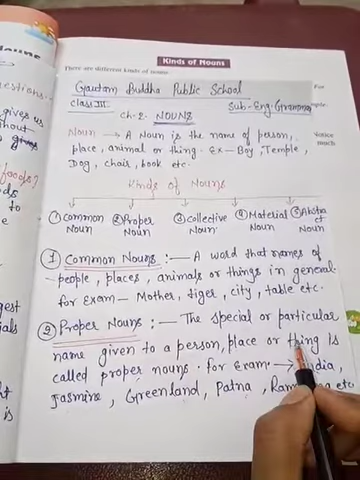 Kinds of Nouns
There are different kinds of nouns
Gautam Buddha Public School
Class III
Sub-Eng. Grammar
Ch-2. NOUNS
Noun → A Noun is the name of person,
place, animal or thing. Ex- Boy, Temple,
Dog, chair, book etc.
Kinds of Nouns
① Common Noun ② Proper Noun ③ Collective Noun ④ Material Noun ⑤ Abstract Noun
① Common Nouns :— A word that names of
people, places, animals or things in general.
for Exam— Mother, tiger, city, table etc.
② Proper Nouns :— The special or particular
name given to a person, place or thing is
called proper nouns. for Exam. → India,
Jasmine, Greenland, Patna, etc